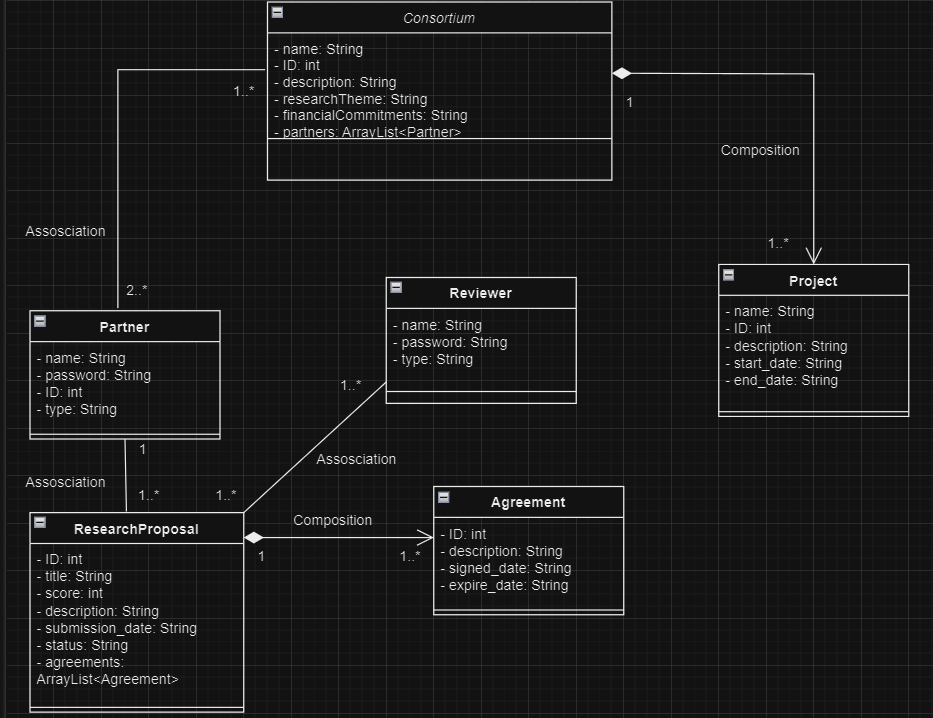 Consortium
- name: String
- ID: int
- description: String
- researchTheme: String
- financialCommitments: String
- partners: ArrayList<Partner>
1..*
1
Composition
Assosciation
1..*
2..*
Project
- name: String
- ID: int
- description: String
- start_date: String
- end_date: String
Reviewer
- name: String
- password: String
- type: String
Partner
- name: String
- password: String
- ID: int
- type: String
1..*
1
Assosciation
Assosciation
1..*
1..*
ResearchProposal
- ID: int
- title: String
- score: int
- description: String
- submission_date: String
- status: String
- agreements:
ArrayList<Agreement>
Composition
1
1..*
Agreement
- ID: int
- description: String
- signed_date: String
- expire_date: String